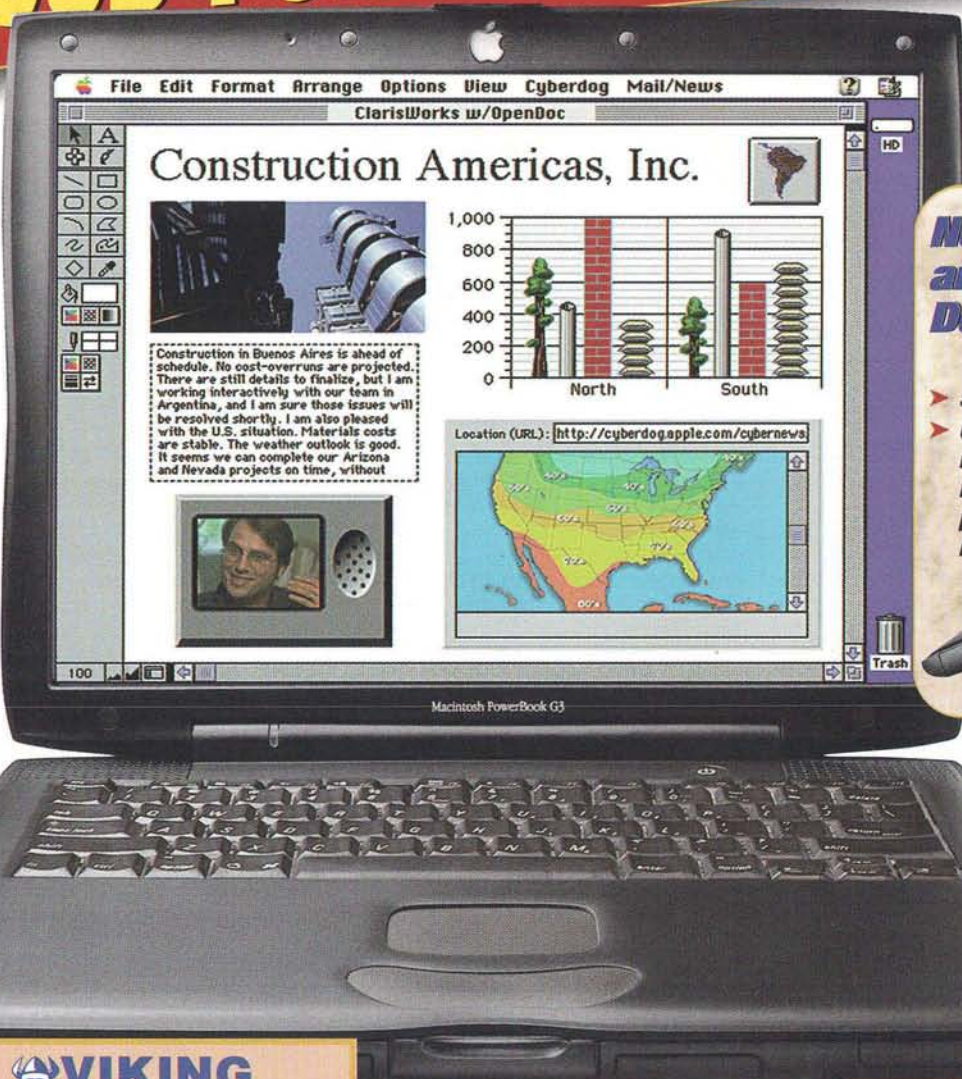 File Edit Format Arrange Options View Cyberdog Mail/News
ClarisWorks w/OpenDoc
HD
Construction Americas, Inc.
1,000
800
600
400
200
0
North South
Construction in Buenos Aires is ahead of
schedule. No cost-overruns are projected.
There are still details to finalize, but I am
working interactively with our team in
Argentina, and I am sure those issues will
be resolved shortly. I am also pleased
with the U.S. situation. Materials costs
are stable. The weather outlook is good.
It seems we can complete our Arizona
and Nevada projects on time, without
Location (URL): http://cyberdog.apple.com/cybernews/
60's
70's
80's
100
Trash
Macintosh PowerBook G3
VIKING